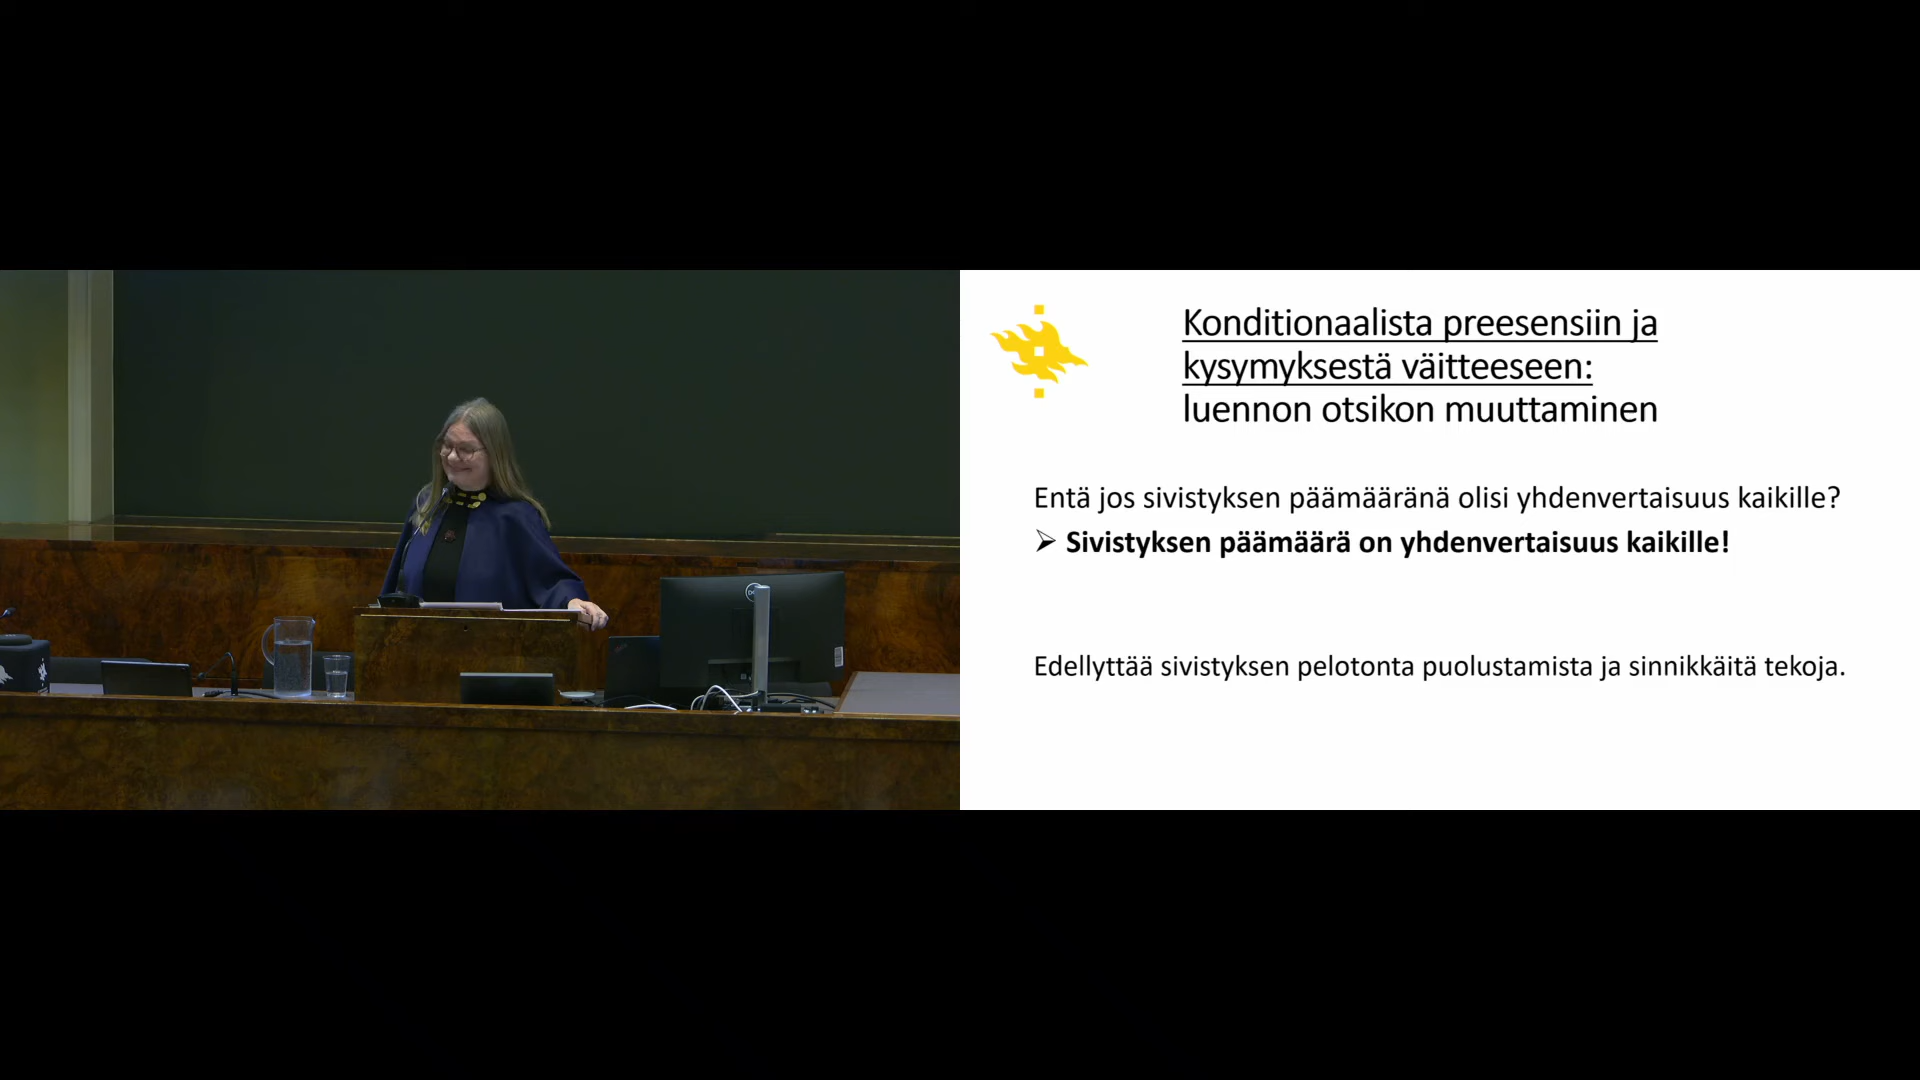 Konditionaalista preesensiin ja
kysymyksestä väitteeseen:
luennon otsikon muuttaminen
Entä jos sivistyksen päämääränä olisi yhdenvertaisuus kaikille?
➢ Sivistyksen päämäärä on yhdenvertaisuus kaikille!
Edellyttää sivistyksen pelotonta puolustamista ja sinnikkäitä tekoja.